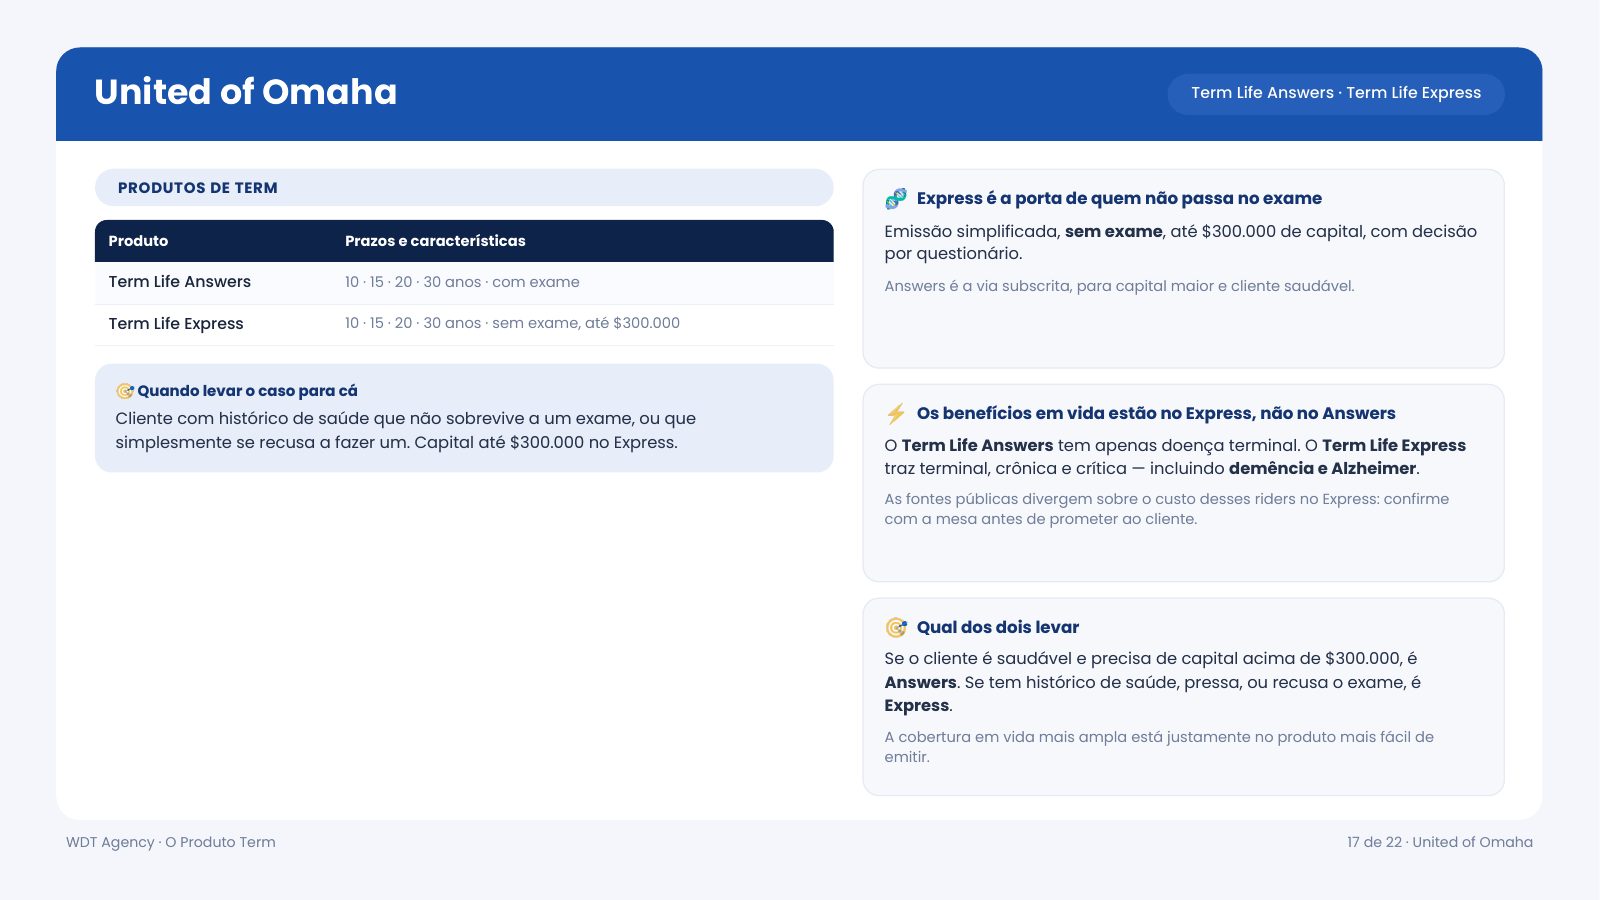 United of Omaha
Term Life Answers · Term Life Express
PRODUTOS DE TERM
Produto Prazos e características
Term Life Answers 10 · 15 · 20 · 30 anos · com exame
Term Life Express 10 · 15 · 20 · 30 anos · sem exame, até $300.000
Quando levar o caso para cá
Cliente com histórico de saúde que não sobrevive a um exame, ou que
simplesmente se recusa a fazer um. Capital até $300.000 no Express.
Express é a porta de quem não passa no exame
Emissão simplificada, sem exame, até $300.000 de capital, com decisão
por questionário.
Answers é a via subscrita, para capital maior e cliente saudável.
Os benefícios em vida estão no Express, não no Answers
O Term Life Answers tem apenas doença terminal. O Term Life Express
traz terminal, crônica e crítica — incluindo demência e Alzheimer.
As fontes públicas divergem sobre o custo desses riders no Express: confirme
com a mesa antes de prometer ao cliente.
Qual dos dois levar
Se o cliente é saudável e precisa de capital acima de $300.000, é
Answers. Se tem histórico de saúde, pressa, ou recusa o exame, é
Express.
A cobertura em vida mais ampla está justamente no produto mais fácil de
emitir.
WDT Agency · O Produto Term
17 de 22 · United of Omaha